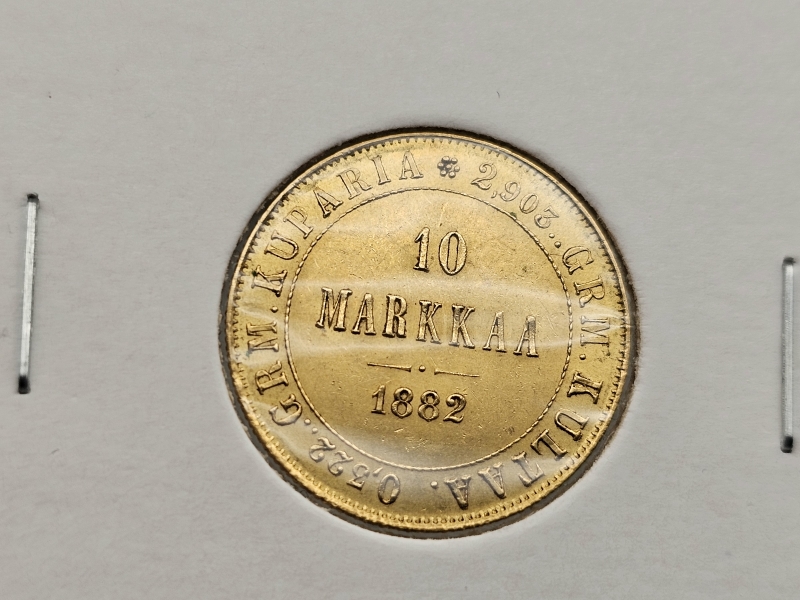 10
MARKKAA
1882
2,903..GRM.KULTAA. 0,322..GRM.KUPARIA